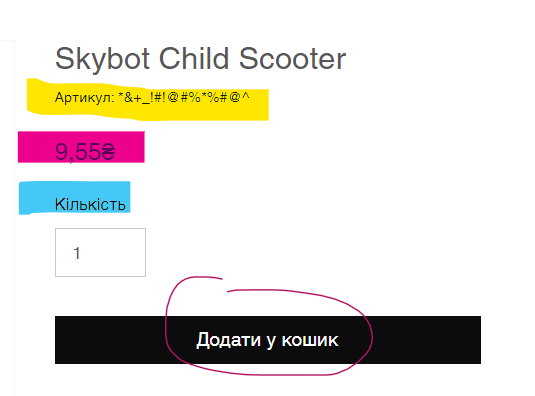 Skybot Child Scooter
Артикул: *&+_!#!@#%*%#@^
9,55₴
Кількість
1
Додати у кошик